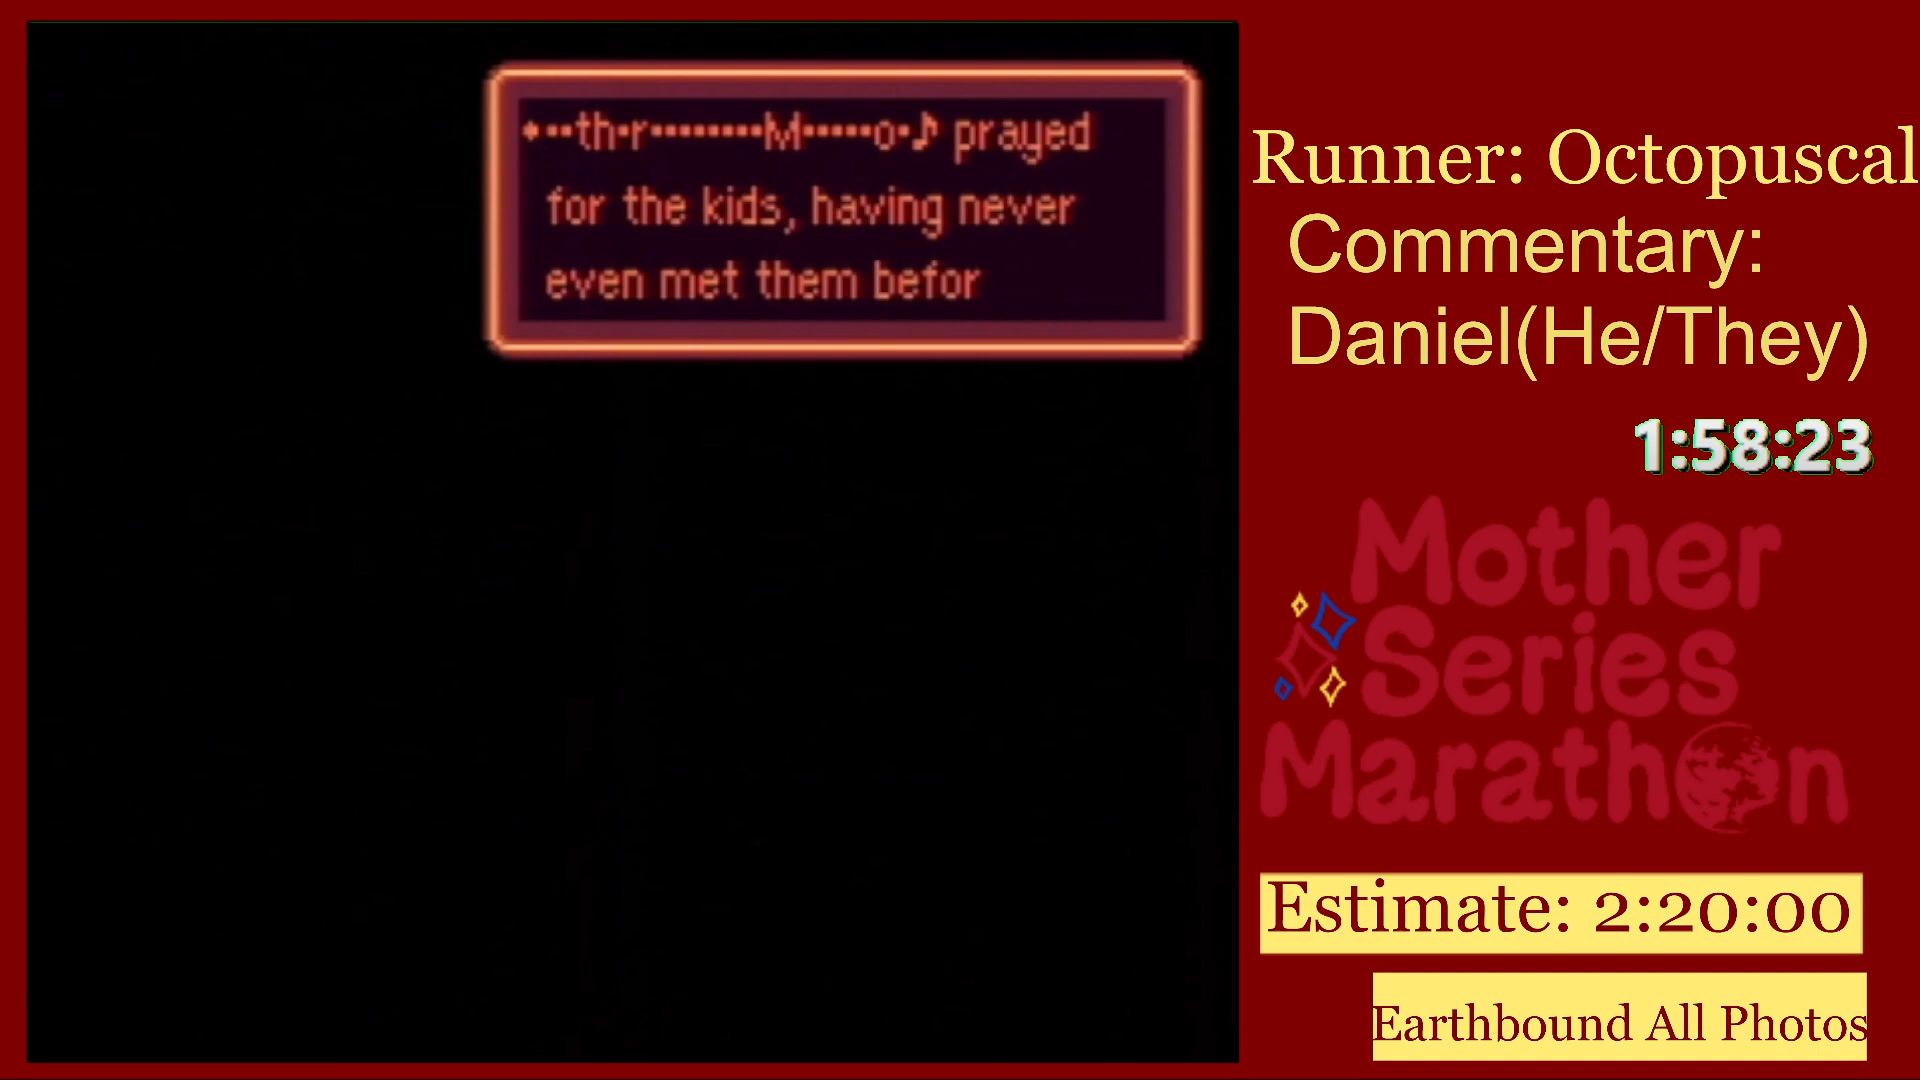 •••th•r••••••••M•••••o•♪ prayed
for the kids, having never
even met them befor
Runner: Octopuscal
Commentary:
Daniel(He/They)
1:58:23
Mother
Series
Marathon
Estimate: 2:20:00
Earthbound All Photos